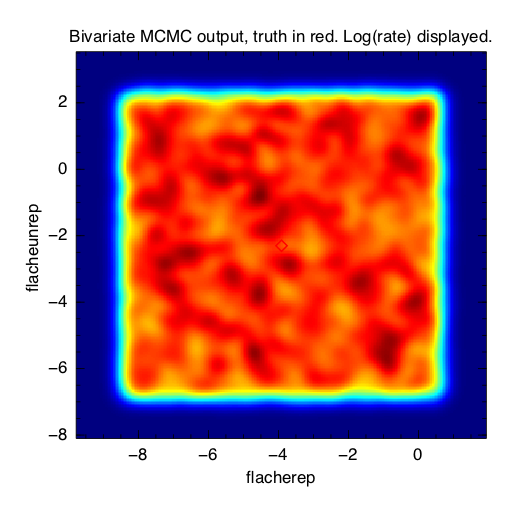 Bivariate MCMC output, truth in red. Log(rate) displayed.
2
0
−2
−4
−6
−8
flacheunrep
−8 −6 −4 −2 0
flacherep